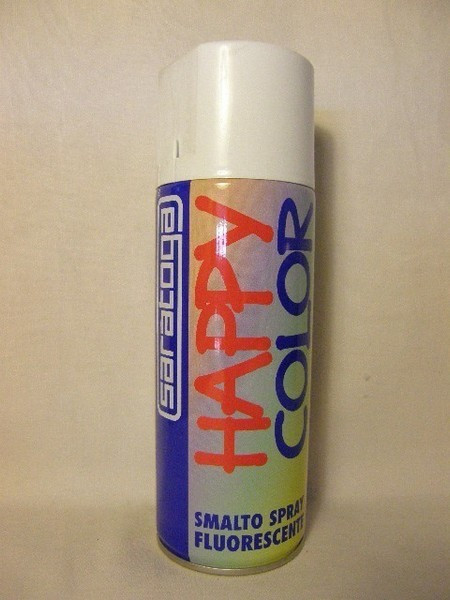 saratoga
HAPPY
COLOR
SMALTO SPRAY
FLUORESCENTE